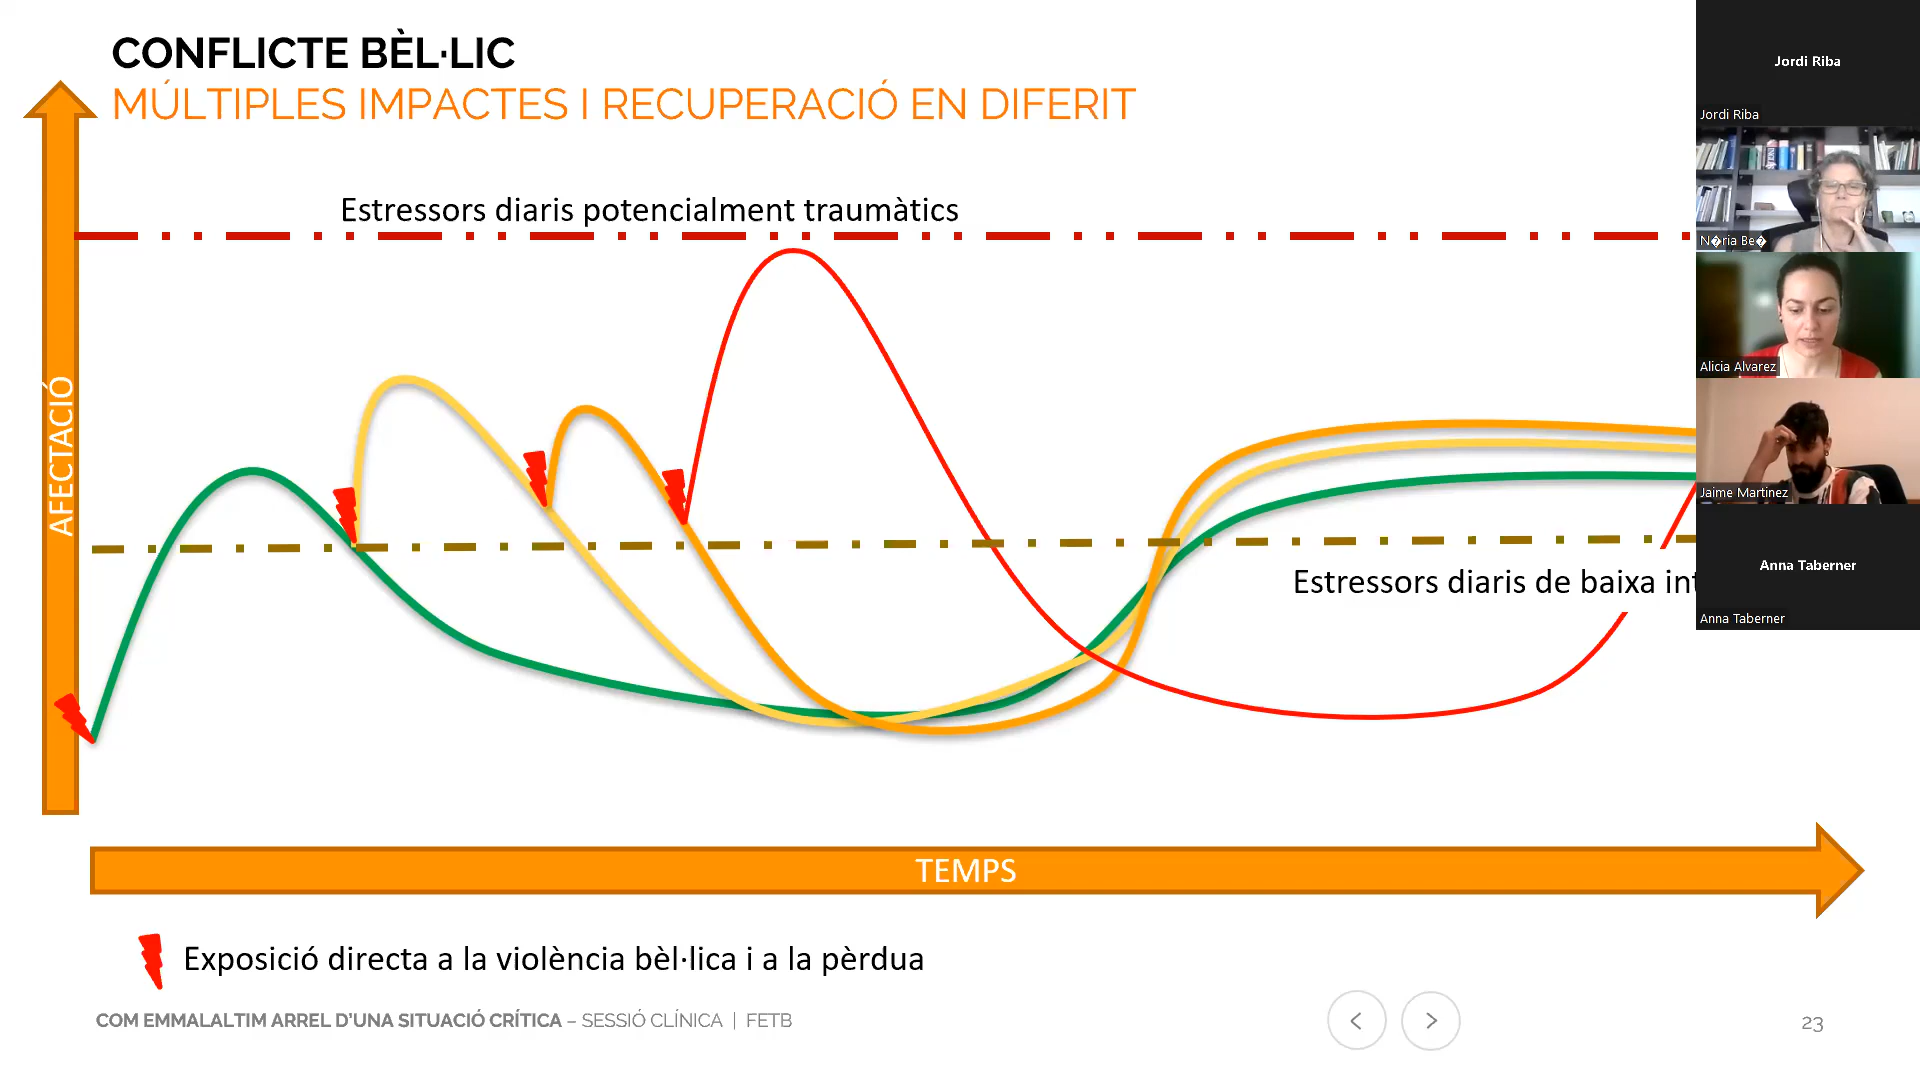 CONFLICTE BÈL·LIC
MÚLTIPLES IMPACTES I RECUPERACIÓ EN DIFERIT
Estressors diaris potencialment traumàtics
AFECTACIÓ
Estressors diaris de baixa int
TEMPS
Exposició directa a la violència bèl·lica i a la pèrdua
COM EMMALALTIM ARREL D'UNA SITUACIÓ CRÍTICA – SESSIÓ CLÍNICA | FETB
23
Jordi Riba
Jordi Riba
N�ria Be�
Alicia Alvarez
Jaime Martinez
Anna Taberner
Anna Taberner